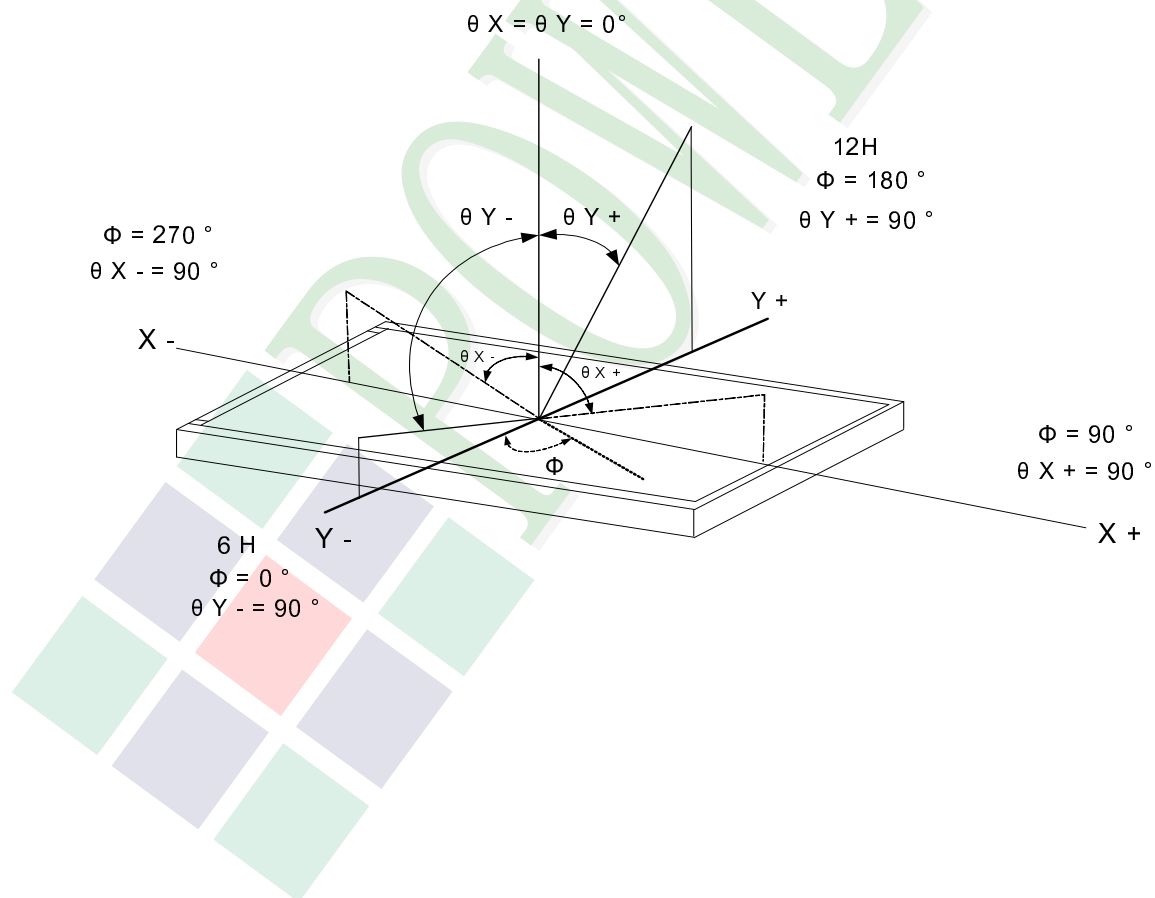 θ X = θ Y = 0°
12H
Φ = 180 °
θ Y + = 90 °
θ Y -
θ Y +
Φ = 270 °
θ X - = 90 °
Y +
X -
θ X -
θ X +
Φ = 90 °
θ X + = 90 °
Φ
X +
Y -
6 H
Φ = 0 °
θ Y - = 90 °